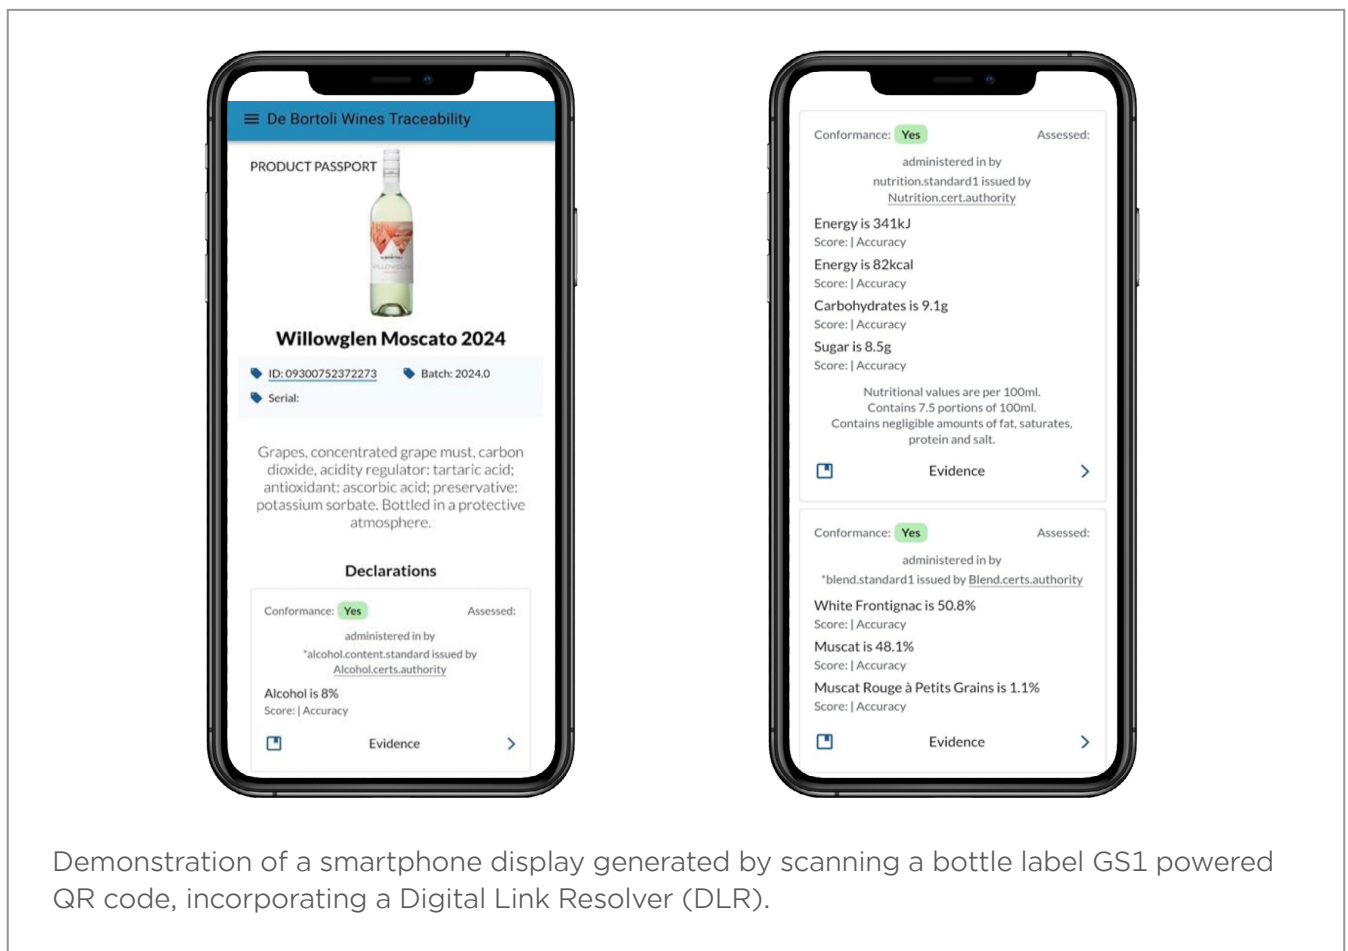 De Bortoli Wines Traceability
PRODUCT PASSPORT
Willowglen Moscato 2024
ID: 09300752372273
Batch: 2024.0
Serial:
Grapes, concentrated grape must, carbon
dioxide, acidity regulator: tartaric acid;
antioxidant: ascorbic acid; preservative:
potassium sorbate. Bottled in a protective
atmosphere.
Declarations
Conformance: Yes
Assessed:
administered in by
*alcohol.content.standard issued by
Alcohol.certs.authority
Alcohol is 8%
Score: | Accuracy
Evidence
Conformance: Yes
Assessed:
administered in by
nutrition.standard1 issued by
Nutrition.cert.authority
Energy is 341kJ
Score: | Accuracy
Energy is 82kcal
Score: | Accuracy
Carbohydrates is 9.1g
Score: | Accuracy
Sugar is 8.5g
Score: | Accuracy
Nutritional values are per 100ml.
Contains 7.5 portions of 100ml.
Contains negligible amounts of fat, saturates,
protein and salt.
Evidence
Conformance: Yes
Assessed:
administered in by
*blend.standard1 issued by Blend.certs.authority
White Frontignac is 50.8%
Score: | Accuracy
Muscat is 48.1%
Score: | Accuracy
Muscat Rouge à Petits Grains is 1.1%
Score: | Accuracy
Evidence
Demonstration of a smartphone display generated by scanning a bottle label GS1 powered
QR code, incorporating a Digital Link Resolver (DLR).